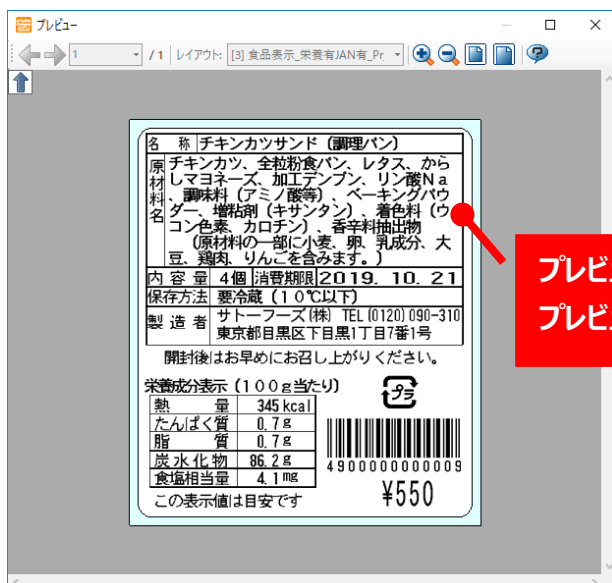 プレビュー
1 / 1 レイアウト: [3] 食品表示_栄養有JAN有_Pr
名 称 チキンカツサンド (調理パン)
原材料名 チキンカツ、全粒粉食パン、レタス、から
しマヨネーズ、加工デンプン、リン酸Na
、調味料 (アミノ酸等) 、ベーキングパウ
ダー、増粘剤 (キサンタン) 、着色料 (ウ
コン色素、カロチン) 、香辛料抽出物
(原材料の一部に小麦、卵、乳成分、大
豆、鶏肉、りんごを含みます。)
内 容 量 4個 消費期限 2019. 10. 21
保存方法 要冷蔵 (10℃以下)
製 造 者 サトーフーズ(株) TEL (0120) 090-310
東京都目黒区下目黒1丁目7番1号
開封後はお早めにお召し上がりください。
栄養成分表示 (100g当たり)
プラ
熱 量 345 kcal
たんぱく質 0.7g
脂 質 0.7g
炭水化物 86.2g
食塩相当量 4.1mg
4900000000009
この表示値は目安です
¥550
プレビ
プレビ